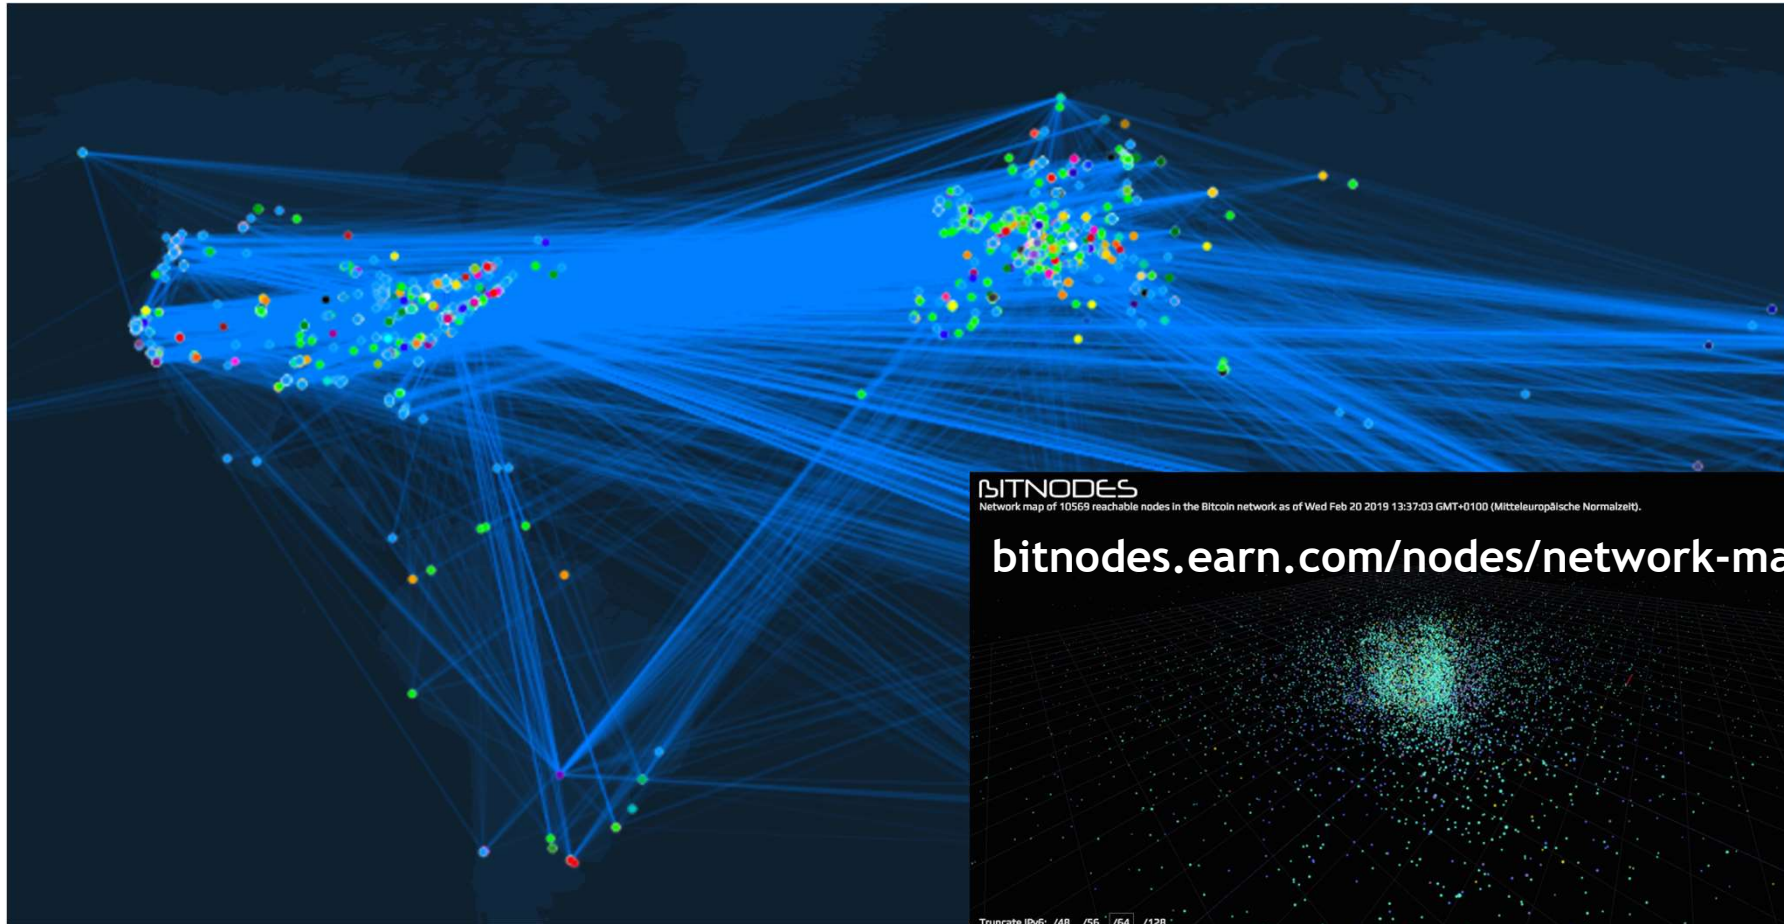 BITNODES
Network map of 10569 reachable nodes in the Bitcoin network as of Wed Feb 20 2019 13:37:03 GMT+0100 (Mitteleuropäische Normalzeit).
bitnodes.earn.com/nodes/network-ma
Truncate IPv6: /48 /56 /64 /128